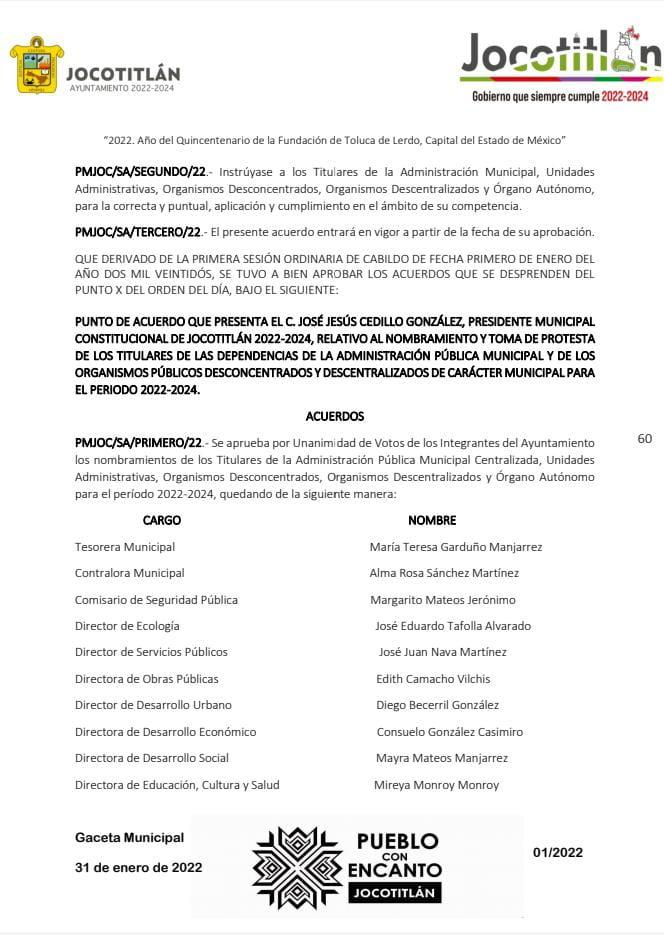 JOCOTITLÁN
AYUNTAMIENTO 2022-2024
Jocotitlán
Gobierno que siempre cumple 2022-2024
“2022. Año del Quincentenario de la Fundación de Toluca de Lerdo, Capital del Estado de México”
PMJOC/SA/SEGUNDO/22.- Instrúyase a los Titulares de la Administración Municipal, Unidades
Administrativas, Organismos Desconcentrados, Organismos Descentralizados y Órgano Autónomo,
para la correcta y puntual, aplicación y cumplimiento en el ámbito de su competencia.
PMJOC/SA/TERCERO/22.- El presente acuerdo entrará en vigor a partir de la fecha de su aprobación.
QUE DERIVADO DE LA PRIMERA SESIÓN ORDINARIA DE CABILDO DE FECHA PRIMERO DE ENERO DEL
AÑO DOS MIL VEINTIDÓS, SE TUVO A BIEN APROBAR LOS ACUERDOS QUE SE DESPRENDEN DEL
PUNTO X DEL ORDEN DEL DÍA, BAJO EL SIGUIENTE:
PUNTO DE ACUERDO QUE PRESENTA EL C. JOSÉ JESÚS CEDILLO GONZÁLEZ, PRESIDENTE MUNICIPAL
CONSTITUCIONAL DE JOCOTITLÁN 2022-2024, RELATIVO AL NOMBRAMIENTO Y TOMA DE PROTESTA
DE LOS TITULARES DE LAS DEPENDENCIAS DE LA ADMINISTRACIÓN PÚBLICA MUNICIPAL Y DE LOS
ORGANISMOS PÚBLICOS DESCONCENTRADOS Y DESCENTRALIZADOS DE CARÁCTER MUNICIPAL PARA
EL PERIODO 2022-2024.
ACUERDOS
PMJOC/SA/PRIMERO/22.- Se aprueba por Unanimidad de Votos de los Integrantes del Ayuntamiento
los nombramientos de los Titulares de la Administración Pública Municipal Centralizada, Unidades
Administrativas, Organismos Desconcentrados, Organismos Descentralizados y Órgano Autónomo
para el período 2022-2024, quedando de la siguiente manera:
60
CARGO NOMBRE
Tesorera Municipal María Teresa Garduño Manjarrez
Contralora Municipal Alma Rosa Sánchez Martínez
Comisario de Seguridad Pública Margarito Mateos Jerónimo
Director de Ecología José Eduardo Tafolla Alvarado
Director de Servicios Públicos José Juan Nava Martínez
Directora de Obras Públicas Edith Camacho Vilchis
Director de Desarrollo Urbano Diego Becerril González
Directora de Desarrollo Económico Consuelo González Casimiro
Directora de Desarrollo Social Mayra Mateos Manjarrez
Directora de Educación, Cultura y Salud Mireya Monroy Monroy
Gaceta Municipal
31 de enero de 2022
PUEBLO
CON
ENCANTO
JOCOTITLÁN
01/2022